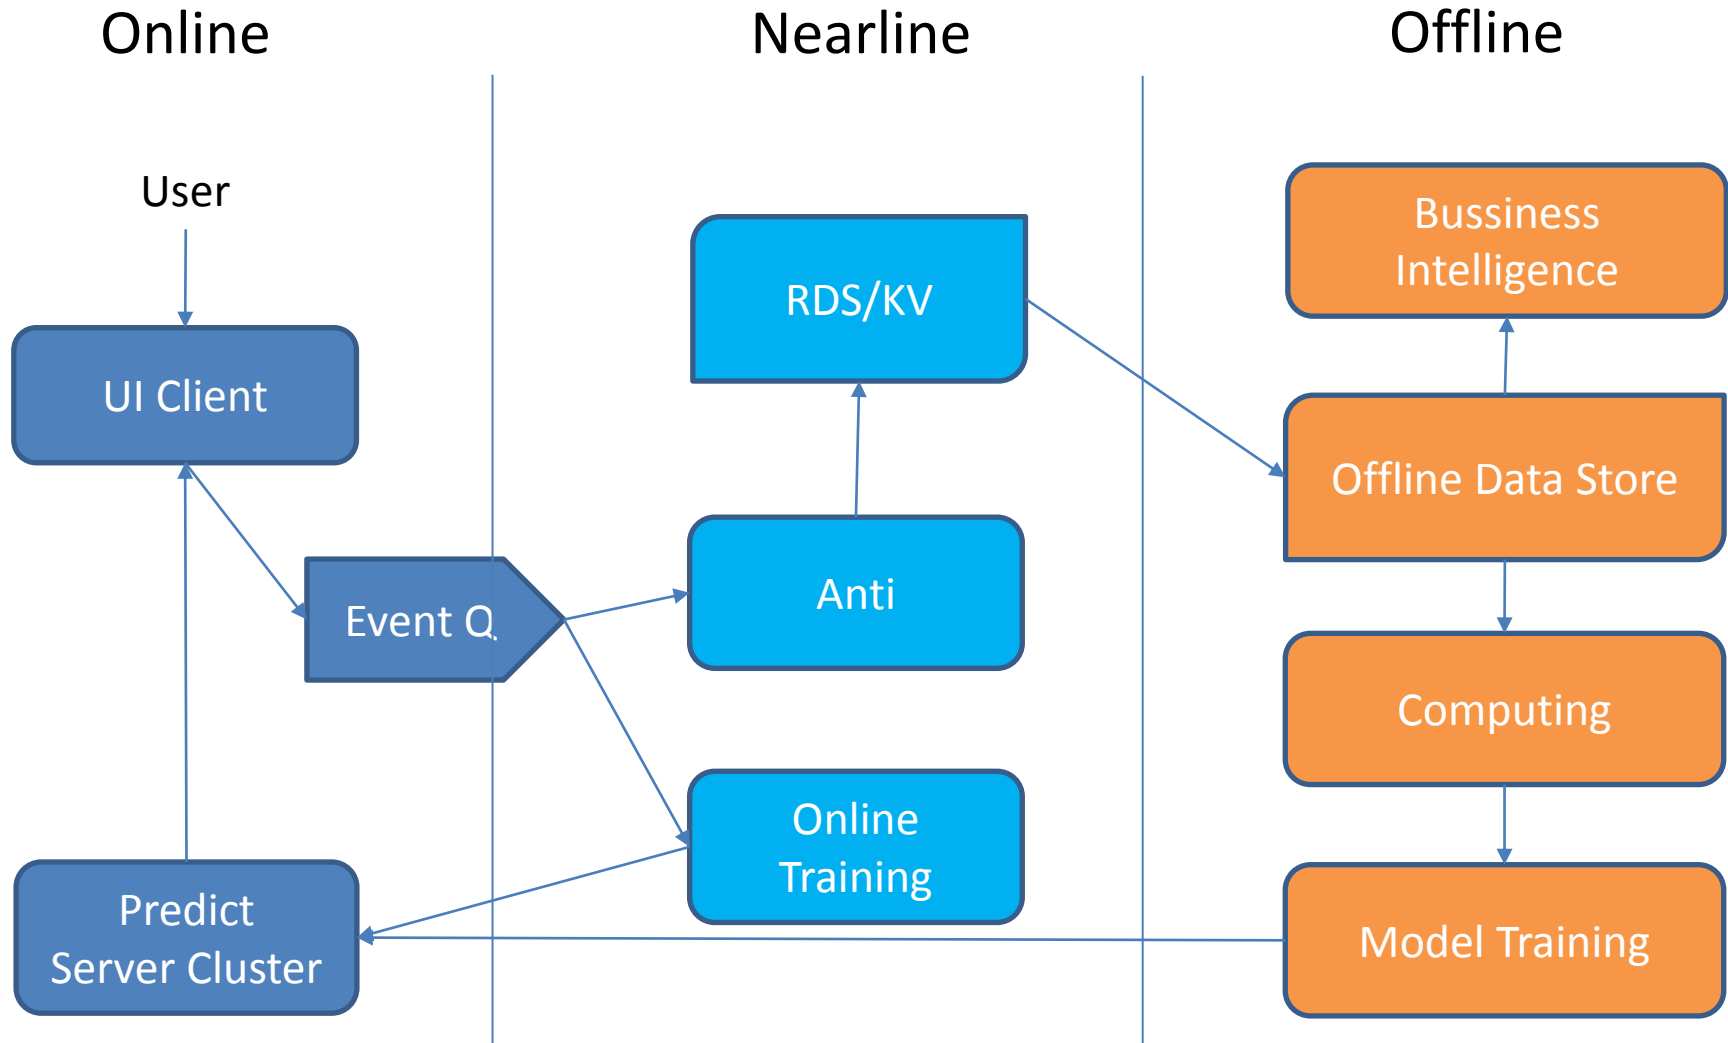 Online
Nearline
Offline
User
UI Client
Event Q
Predict
Server Cluster
RDS/KV
Anti
Online
Training
Bussiness
Intelligence
Offline Data Store
Computing
Model Training